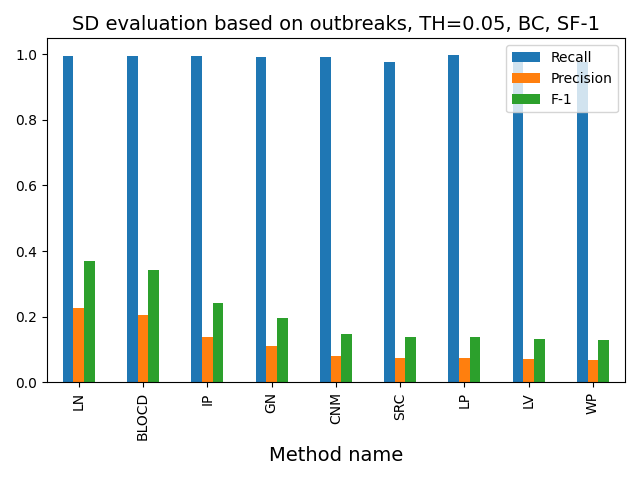 SD evaluation based on outbreaks, TH=0.05, BC, SF-1
Recall
Precision
F-1
1.0
0.8
0.6
0.4
0.2
0.0
LN
BLOCD
IP
GN
CNM
SRC
LP
LV
WP
Method name